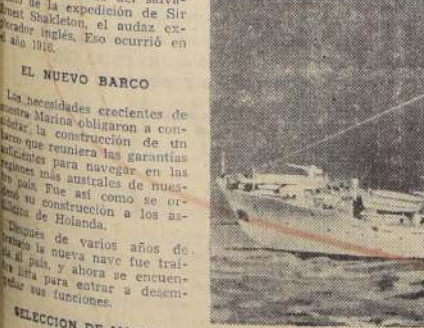 de la expedición de Sir
Ernest Shakleton, el audaz ex-
plorador inglés. Eso ocurrió en
el año 1916.
EL NUEVO BARCO
Las necesidades crecientes de
nuestra Marina obligaron a con-
siderar, la construcción de un
barco que reuniera las garantías
suficientes para navegar en las
regiones más australes de nues-
país. Fue así como se or-
denó su construcción a los as-
tilleros de Holanda.
Después de varios años de
trabajo la nueva nave fue traí-
da al país, y ahora se encuen-
lista para entrar a desem-
peñar sus funciones.
SELECCION DE